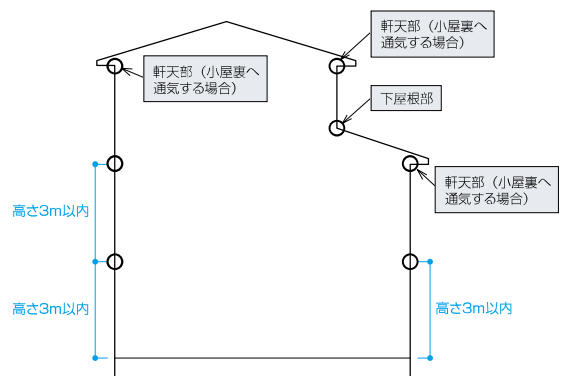 軒天部（小屋裏へ
通気する場合）
軒天部（小屋裏へ
通気する場合）
下屋根部
軒天部（小屋裏へ
通気する場合）
高さ3m以内
高さ3m以内
高さ3m以内